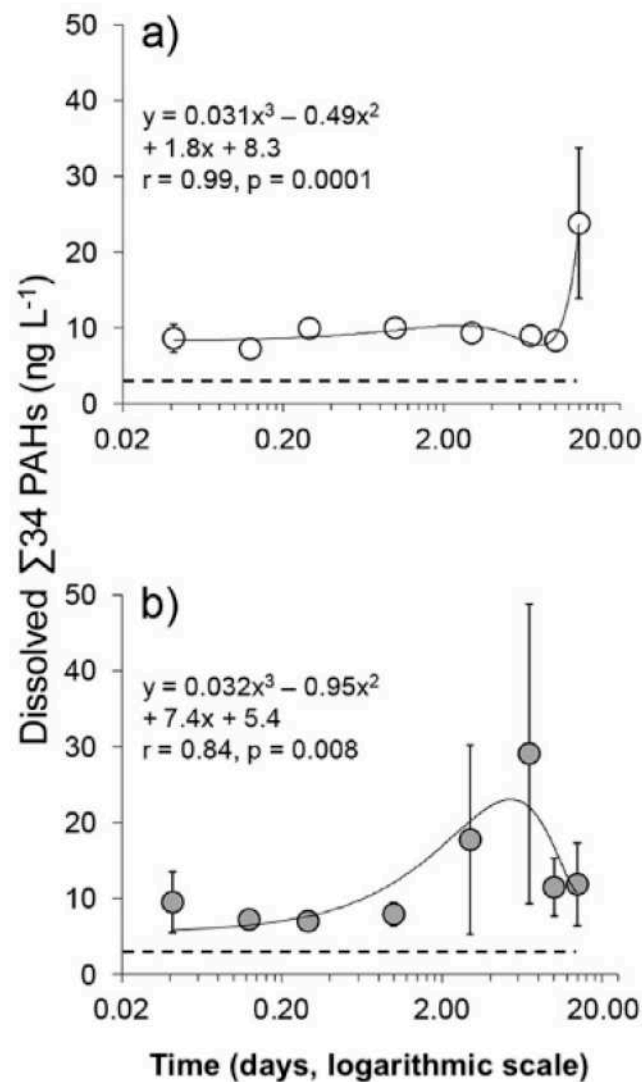 Dissolved ∑34 PAHs (ng L⁻¹)
a)
y = 0.031x³ – 0.49x²
+ 1.8x + 8.3
r = 0.99, p = 0.0001
50
40
30
20
10
0
0.02 0.20 2.00 20.00
b)
y = 0.032x³ – 0.95x²
+ 7.4x + 5.4
r = 0.84, p = 0.008
50
40
30
20
10
0
0.02 0.20 2.00 20.00
Time (days, logarithmic scale)